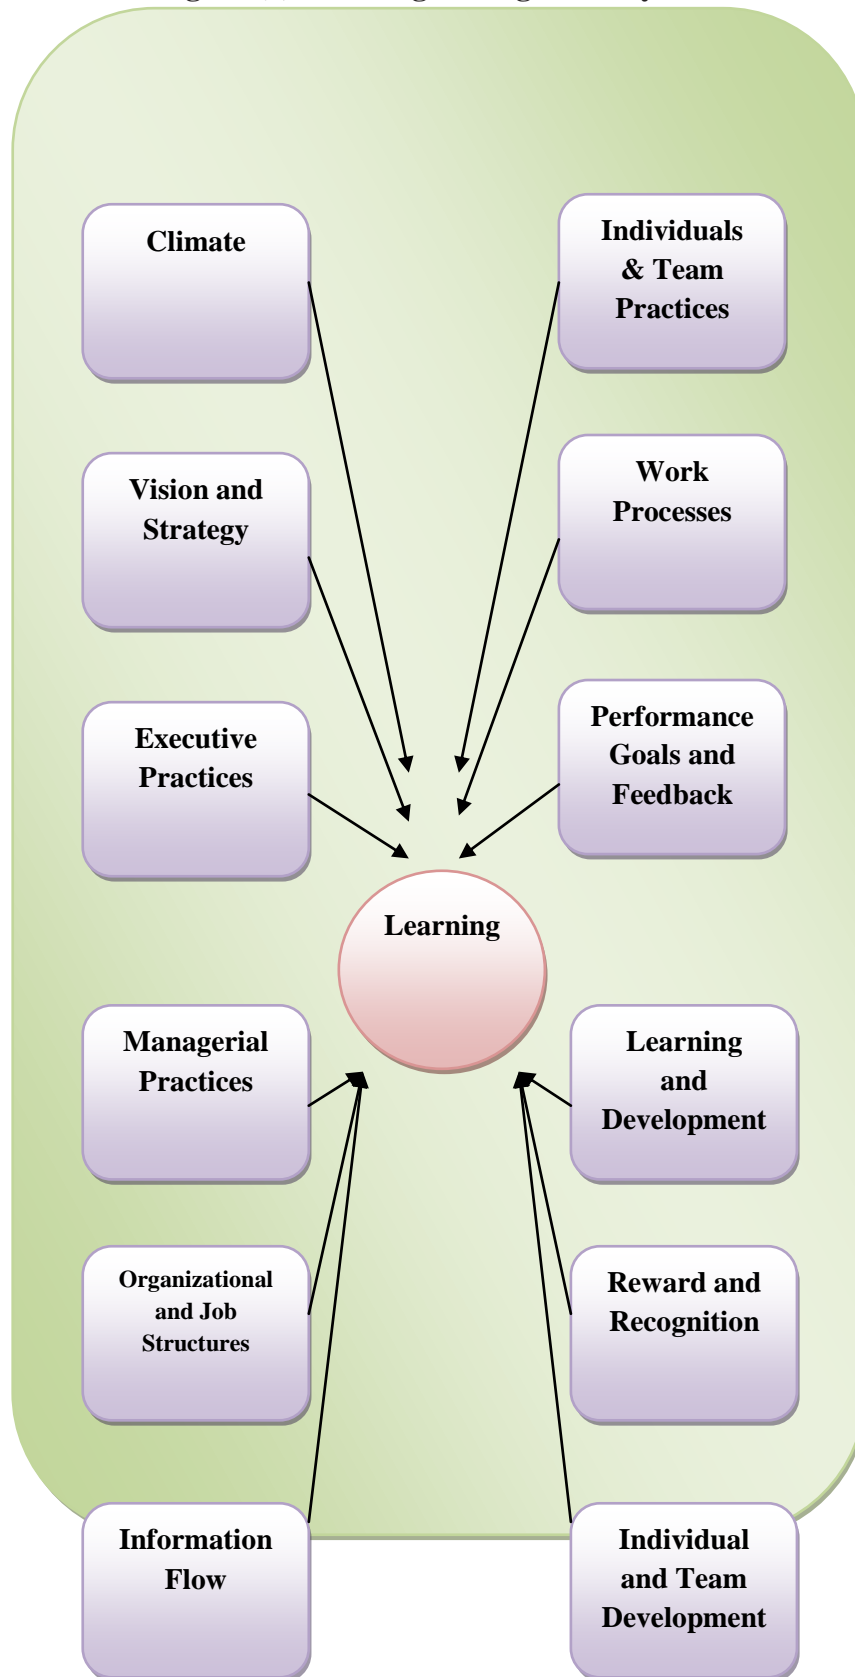 Climate
Individuals
& Team
Practices
Vision and
Strategy
Work
Processes
Executive
Practices
Performance
Goals and
Feedback
Learning
Managerial
Practices
Learning
and
Development
Organizational
and Job
Structures
Reward and
Recognition
Information
Flow
Individual
and Team
Development